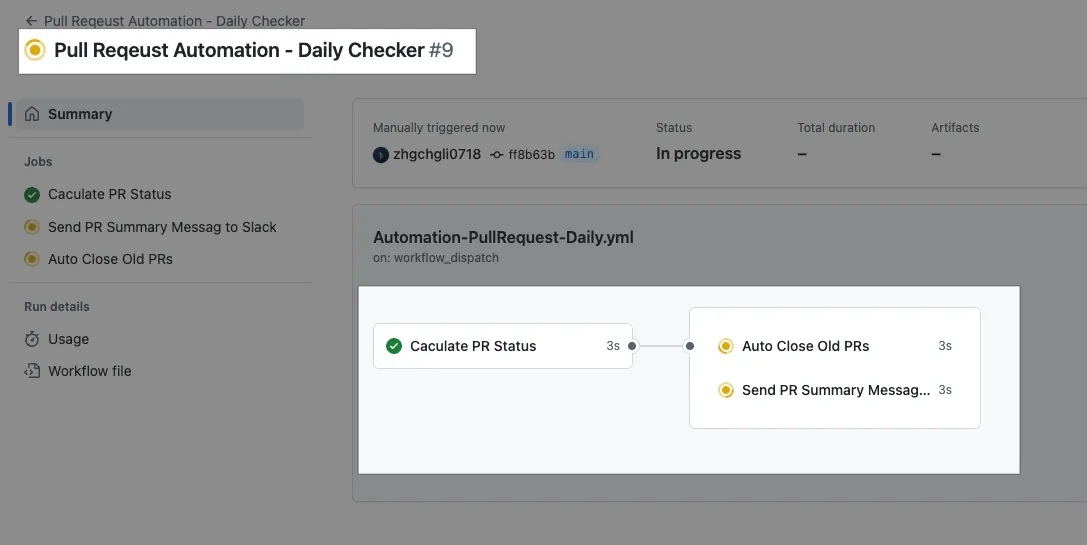 Pull Reqeust Automation - Daily Checker
Pull Reqeust Automation - Daily Checker #9
Summary
Jobs
Caculate PR Status
Send PR Summary Messag to Slack
Auto Close Old PRs
Run details
Usage
Workflow file
Manually triggered now
zhgchgli0718 ff8b63b main
Status
In progress
Total duration
–
Artifacts
–
Automation-PullRequest-Daily.yml
on: workflow_dispatch
Caculate PR Status 3s
Auto Close Old PRs 3s
Send PR Summary Messag... 3s